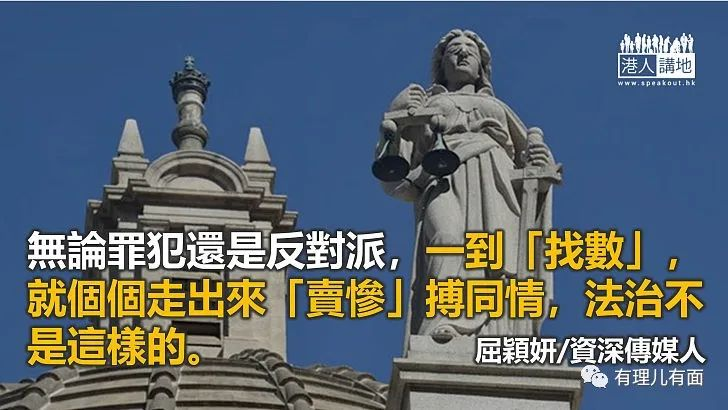 港人講地
www.speakout.hk
無論罪犯還是反對派，一到「找數」，
就個個走出來「賣慘」搏同情，法治不
是這樣的。
屈穎妍/資深傳媒人
有理儿有面